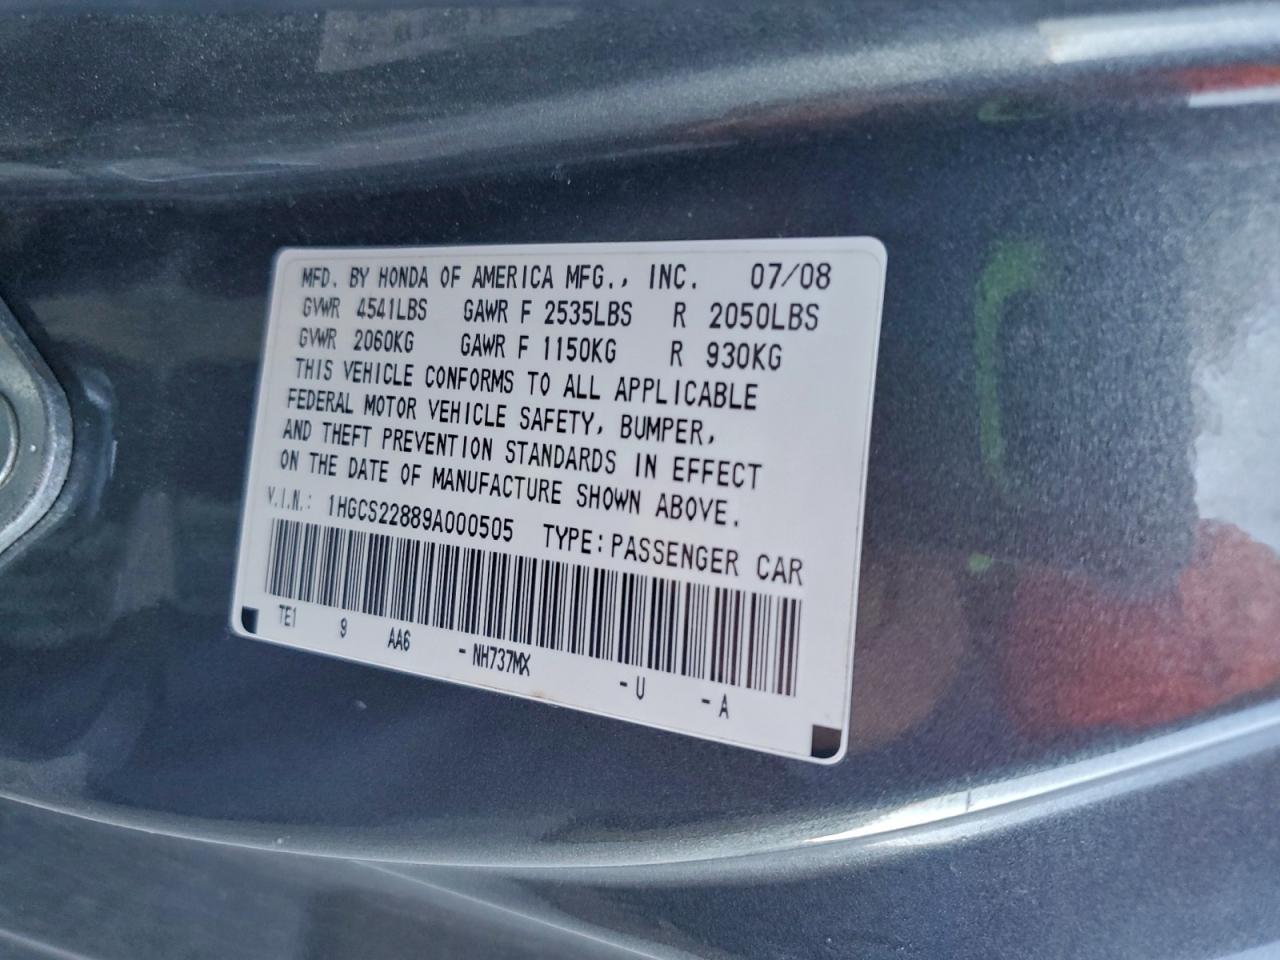 MFD. BY HONDA OF AMERICA MFG., INC. 07/08
GVWR 4541LBS GAWR F 2535LBS R 2050LBS
GVWR 2060KG GAWR F 1150KG R 930KG
THIS VEHICLE CONFORMS TO ALL APPLICABLE
FEDERAL MOTOR VEHICLE SAFETY, BUMPER,
AND THEFT PREVENTION STANDARDS IN EFFECT
ON THE DATE OF MANUFACTURE SHOWN ABOVE.
V.I.N.: 1HGCS22889A000505 TYPE:PASSENGER CAR
TE1 9 AA6 -NH737MX -U -A